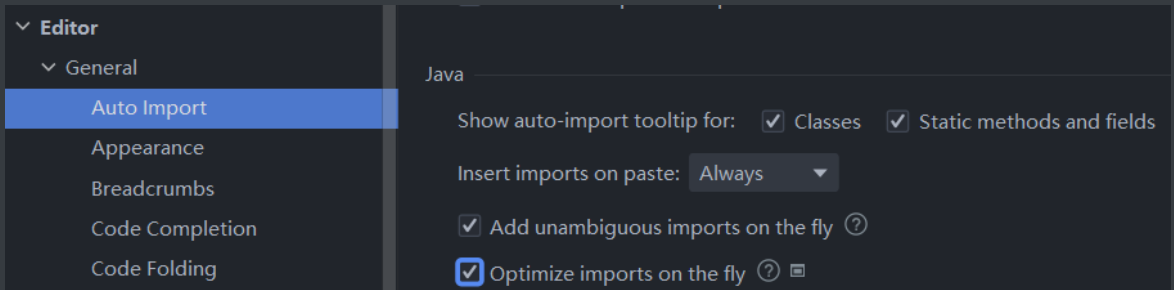 Editor
General
Auto Import
Appearance
Breadcrumbs
Code Completion
Code Folding
Java
Show auto-import tooltip for: Classes Static methods and fields
Insert imports on paste: Always
Add unambiguous imports on the fly
Optimize imports on the fly